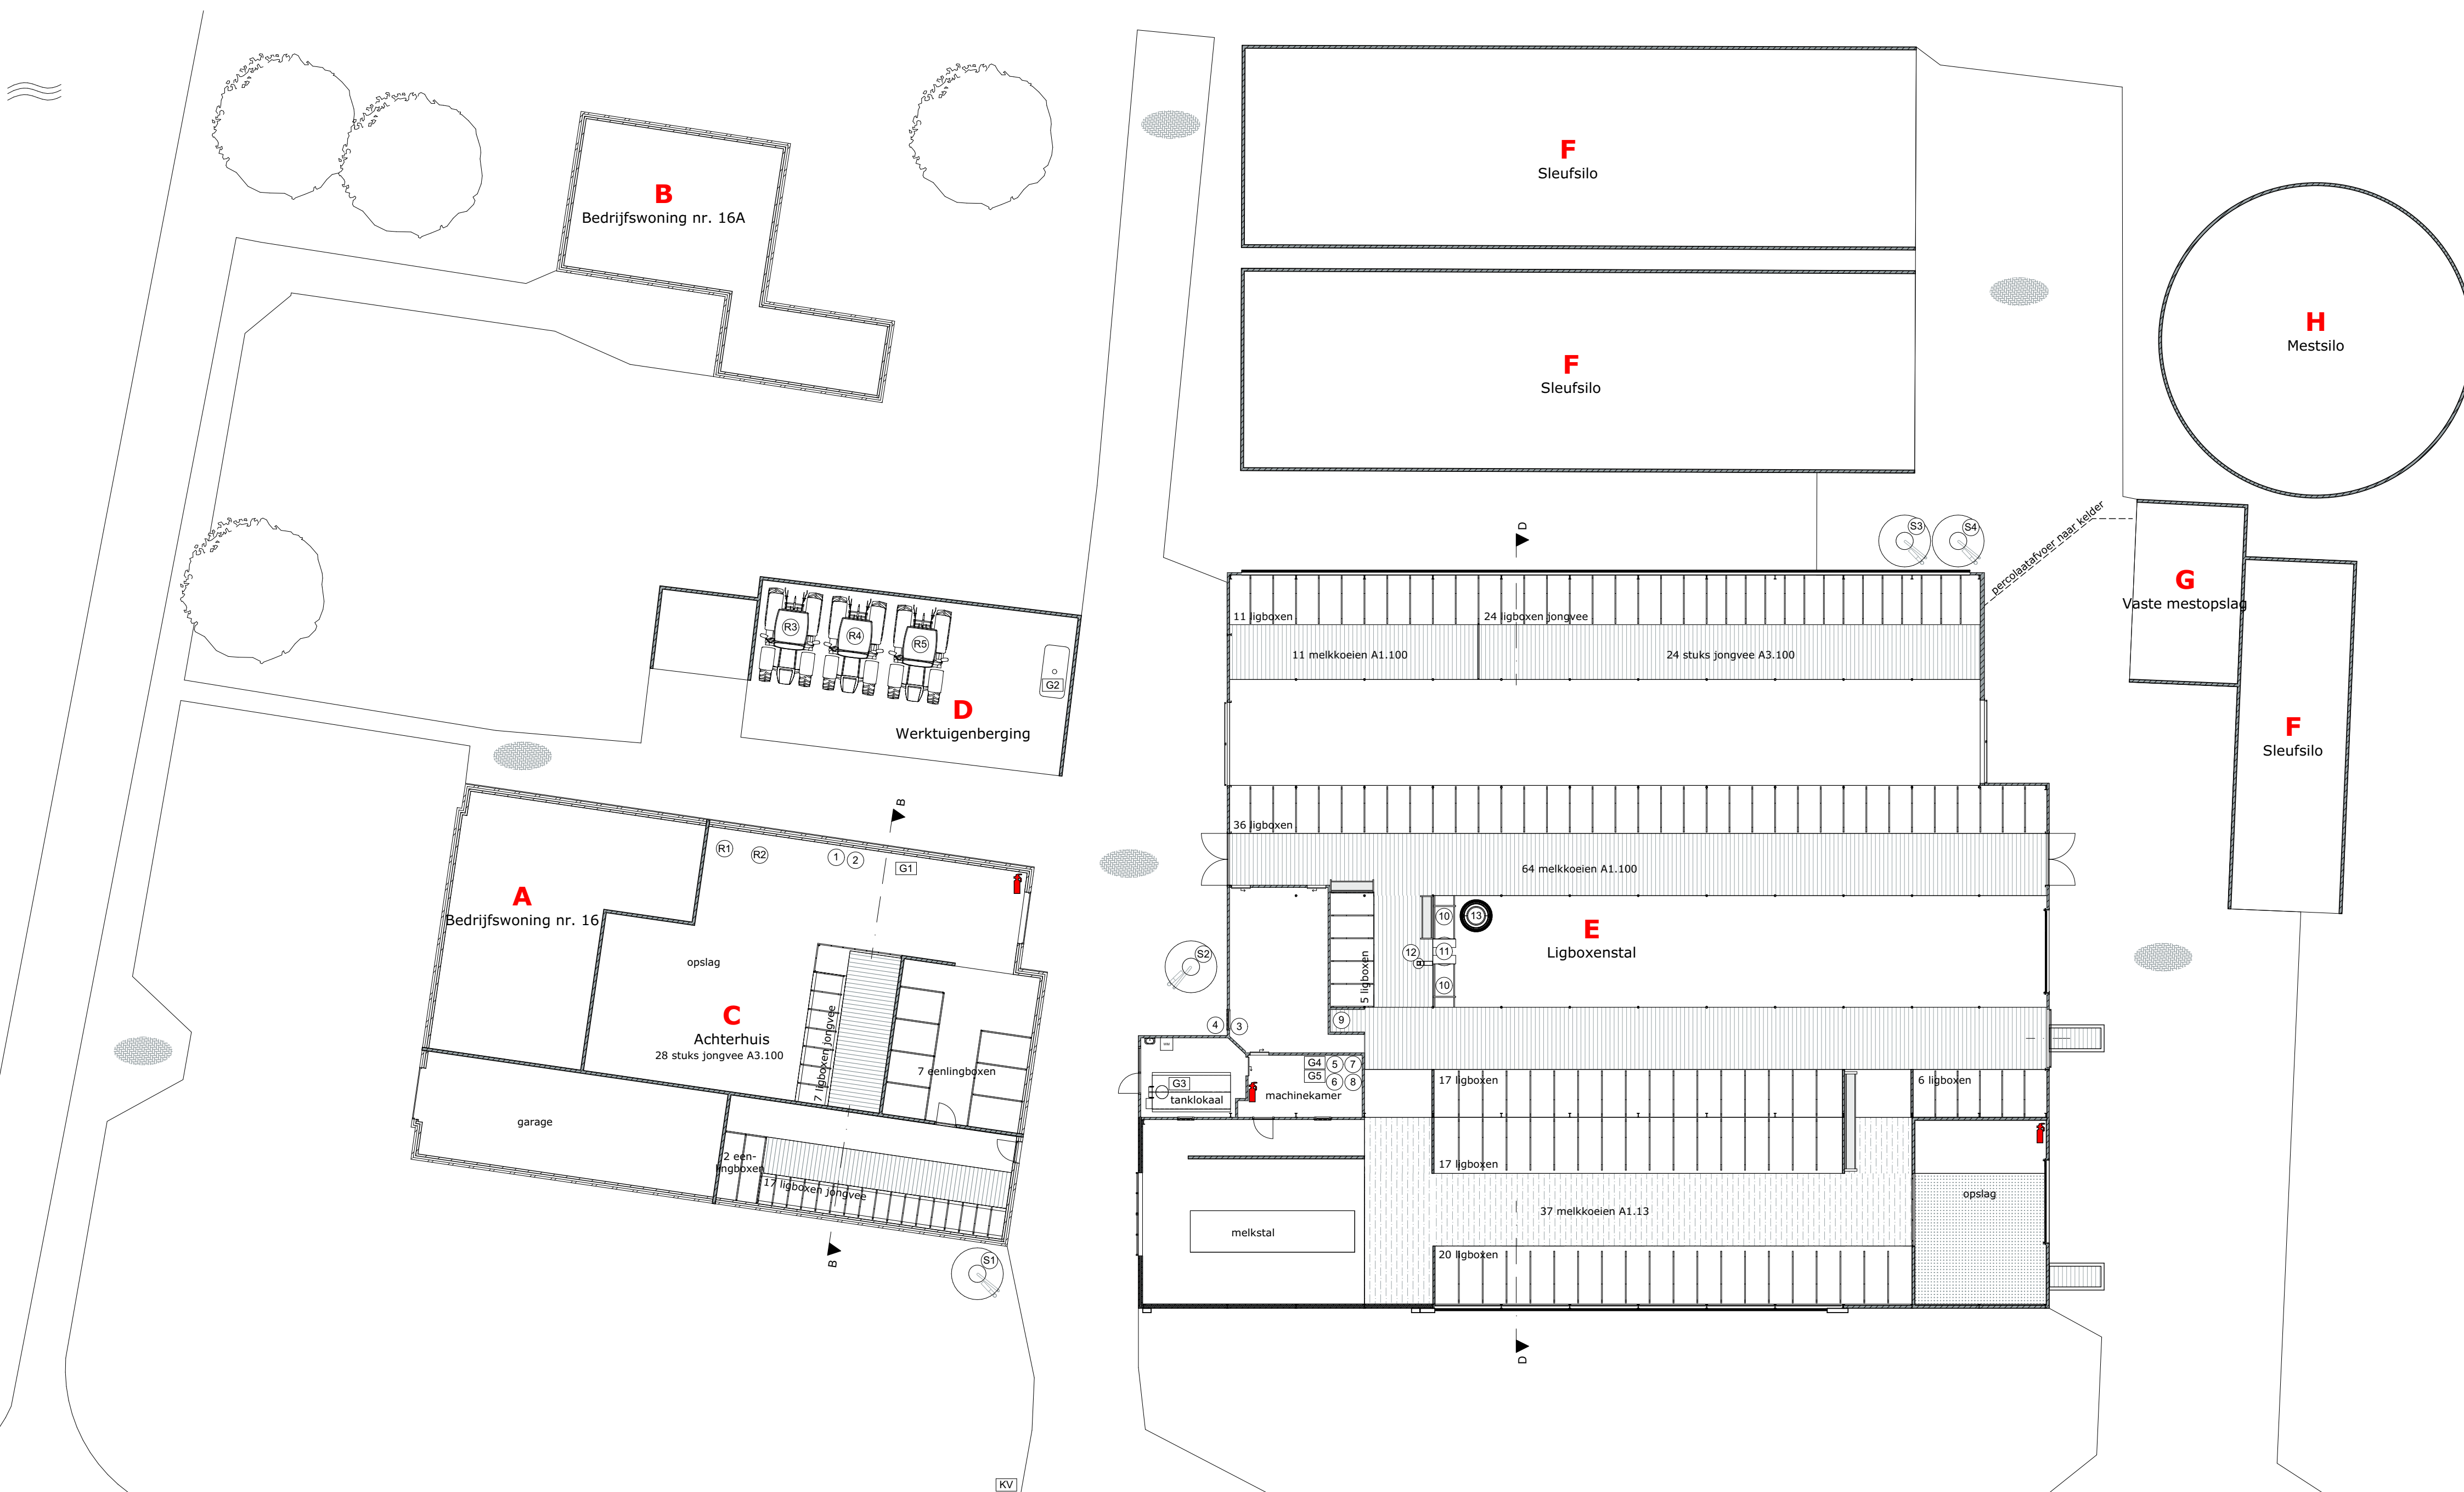 B
Bedrijfswoning nr. 16A
F
Sleufsilo
F
Sleufsilo
H
Mestsilo
S3
S4
percolaatafvoer naar kelder
G
Vaste mestopslag
F
Sleufsilo
R3
R4
R5
G2
D
Werktuigenberging
D
11 ligboxen
24 ligboxen jongvee
11 melkkoeien A1.100
24 stuks jongvee A3.100
36 ligboxen
64 melkkoeien A1.100
E
Ligboxenstal
5 ligboxen
10
11
10
12
13
S2
4
3
9
G3
tanklokaal
G4
G5
5
7
6
8
machinekamer
17 ligboxen
6 ligboxen
17 ligboxen
37 melkkoeien A1.13
20 ligboxen
opslag
melkstal
D
B
R1
R2
1
2
G1
A
Bedrijfswoning nr. 16
opslag
C
Achterhuis
28 stuks jongvee A3.100
7 ligboxen jongvee
7 eenlingboxen
garage
2 een-
lingboxen
17 ligboxen jongvee
B
S1
KV